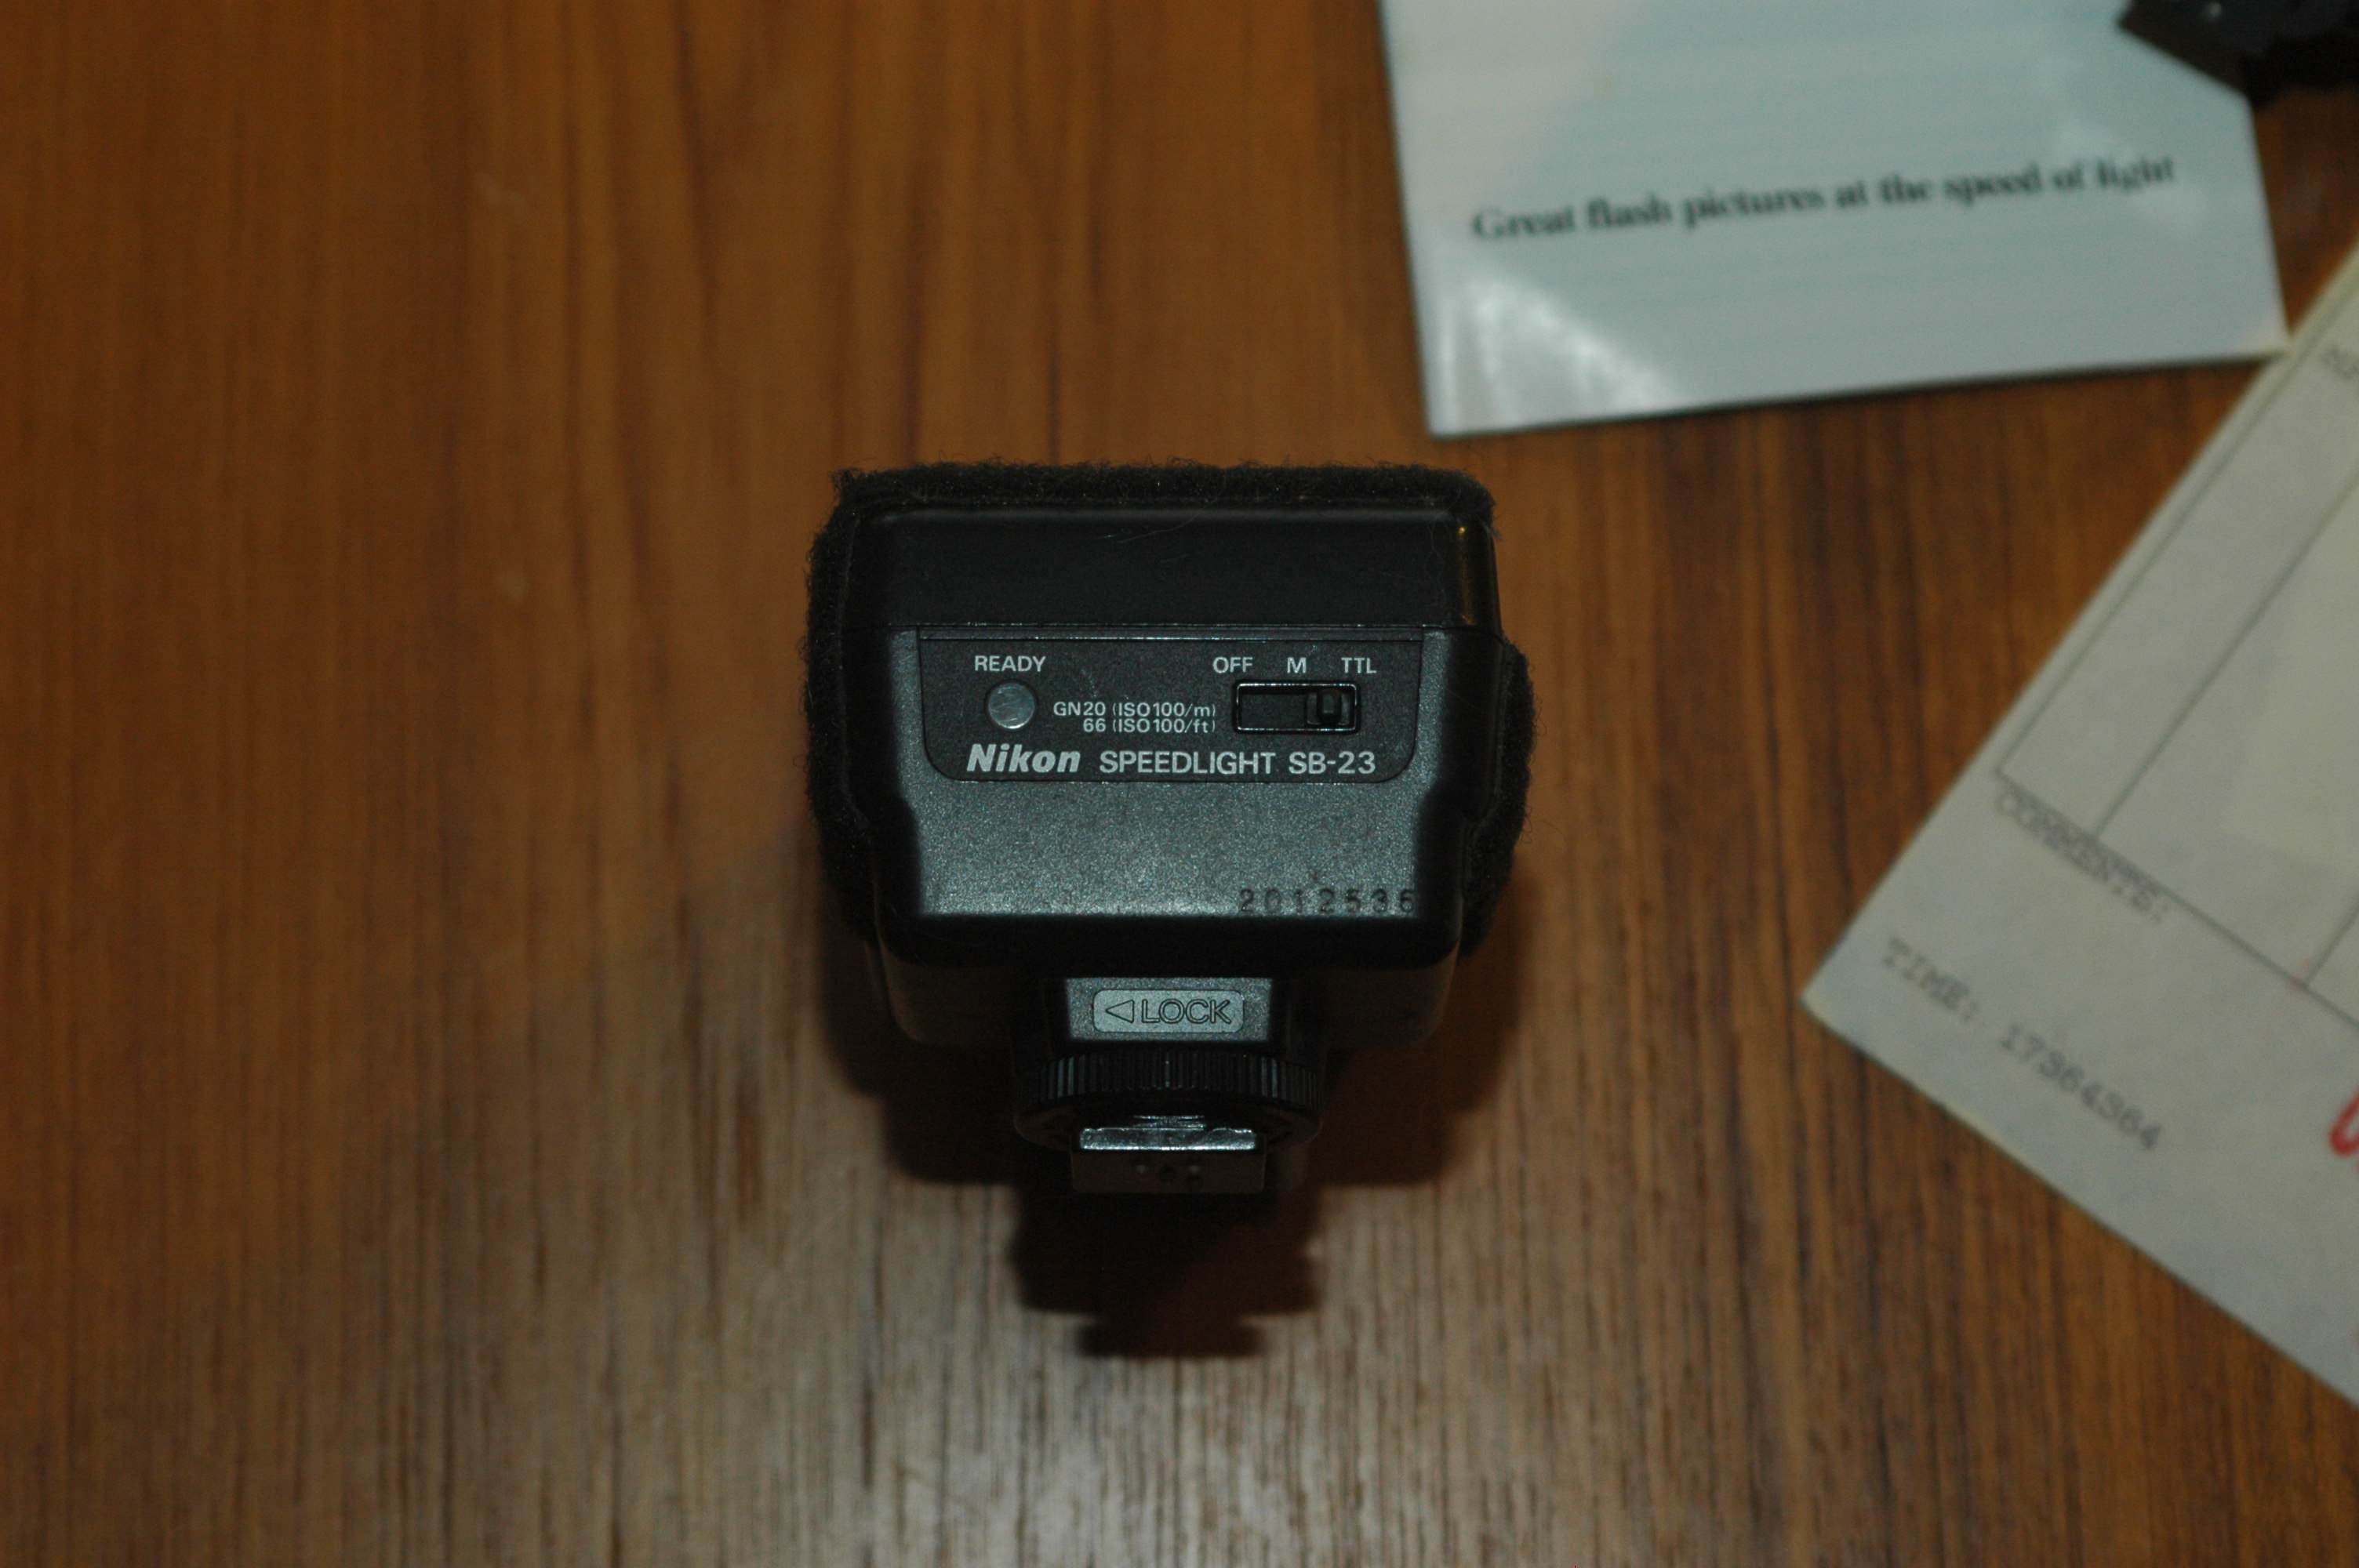 Great flash pictures at the speed of light
READY
OFF M TTL
GN20 (ISO100/m)
66 (ISO100/ft)
Nikon SPEEDLIGHT SB-23
2012536
◁LOCK
COMMENTS:
TIME: 17364364